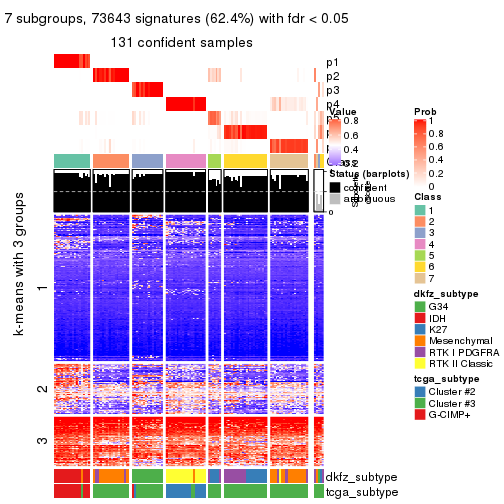 7 subgroups, 73643 signatures (62.4%) with fdr < 0.05
131 confident samples
p1
p2
p3
p4
Value
0.8
0.6
0.4
0.2
Prob
1
0.8
0.6
0.4
0.2
0
Status (barplots)
confident
ambiguous
0
Class
1
2
3
4
5
6
7
dkfz_subtype
G34
IDH
K27
Mesenchymal
RTK I PDGFRA
RTK II Classic
tcga_subtype
Cluster #2
Cluster #3
G-CIMP+
k-means with 3 groups
1
2
3
dkfz_subtype
tcga_subtype